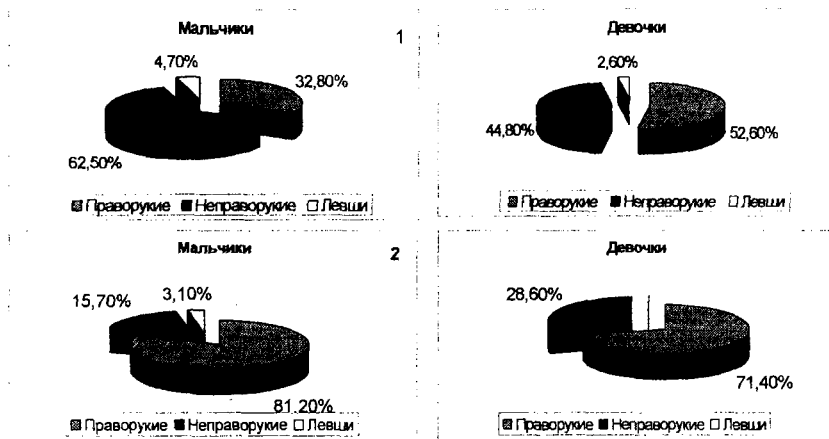 Мальчики
1
4,70%
32,80%
62,50%
Праворукие Неправорукие Левши
Девочки
2,60%
44,80%
52,60%
Праворукие Неправорукие Левши
Мальчики
2
15,70%
3,10%
81,20%
Праворукие Неправорукие Левши
Девочки
28,60%
71,40%
Праворукие Неправорукие Левши